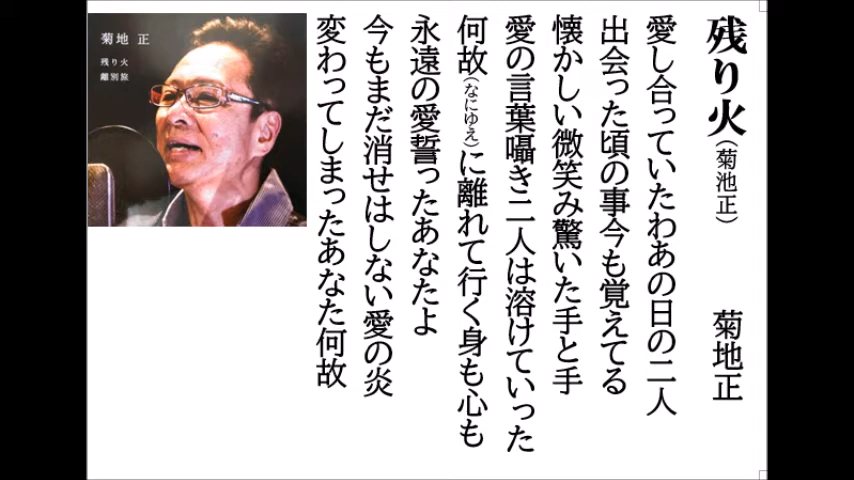 残り火(菊池正) 菊地正
愛し合っていたわあの日の二人
出会った頃の事今も覚えてる
懐かしい微笑み驚いた手と手
愛の言葉囁き二人は溶けていった
何故(なにゆえ)に離れて行く身も心も
永遠の愛誓ったあなたよ
今もまだ消せはしない愛の炎
変わってしまったあなた何故
菊地 正
残り火
離別旅